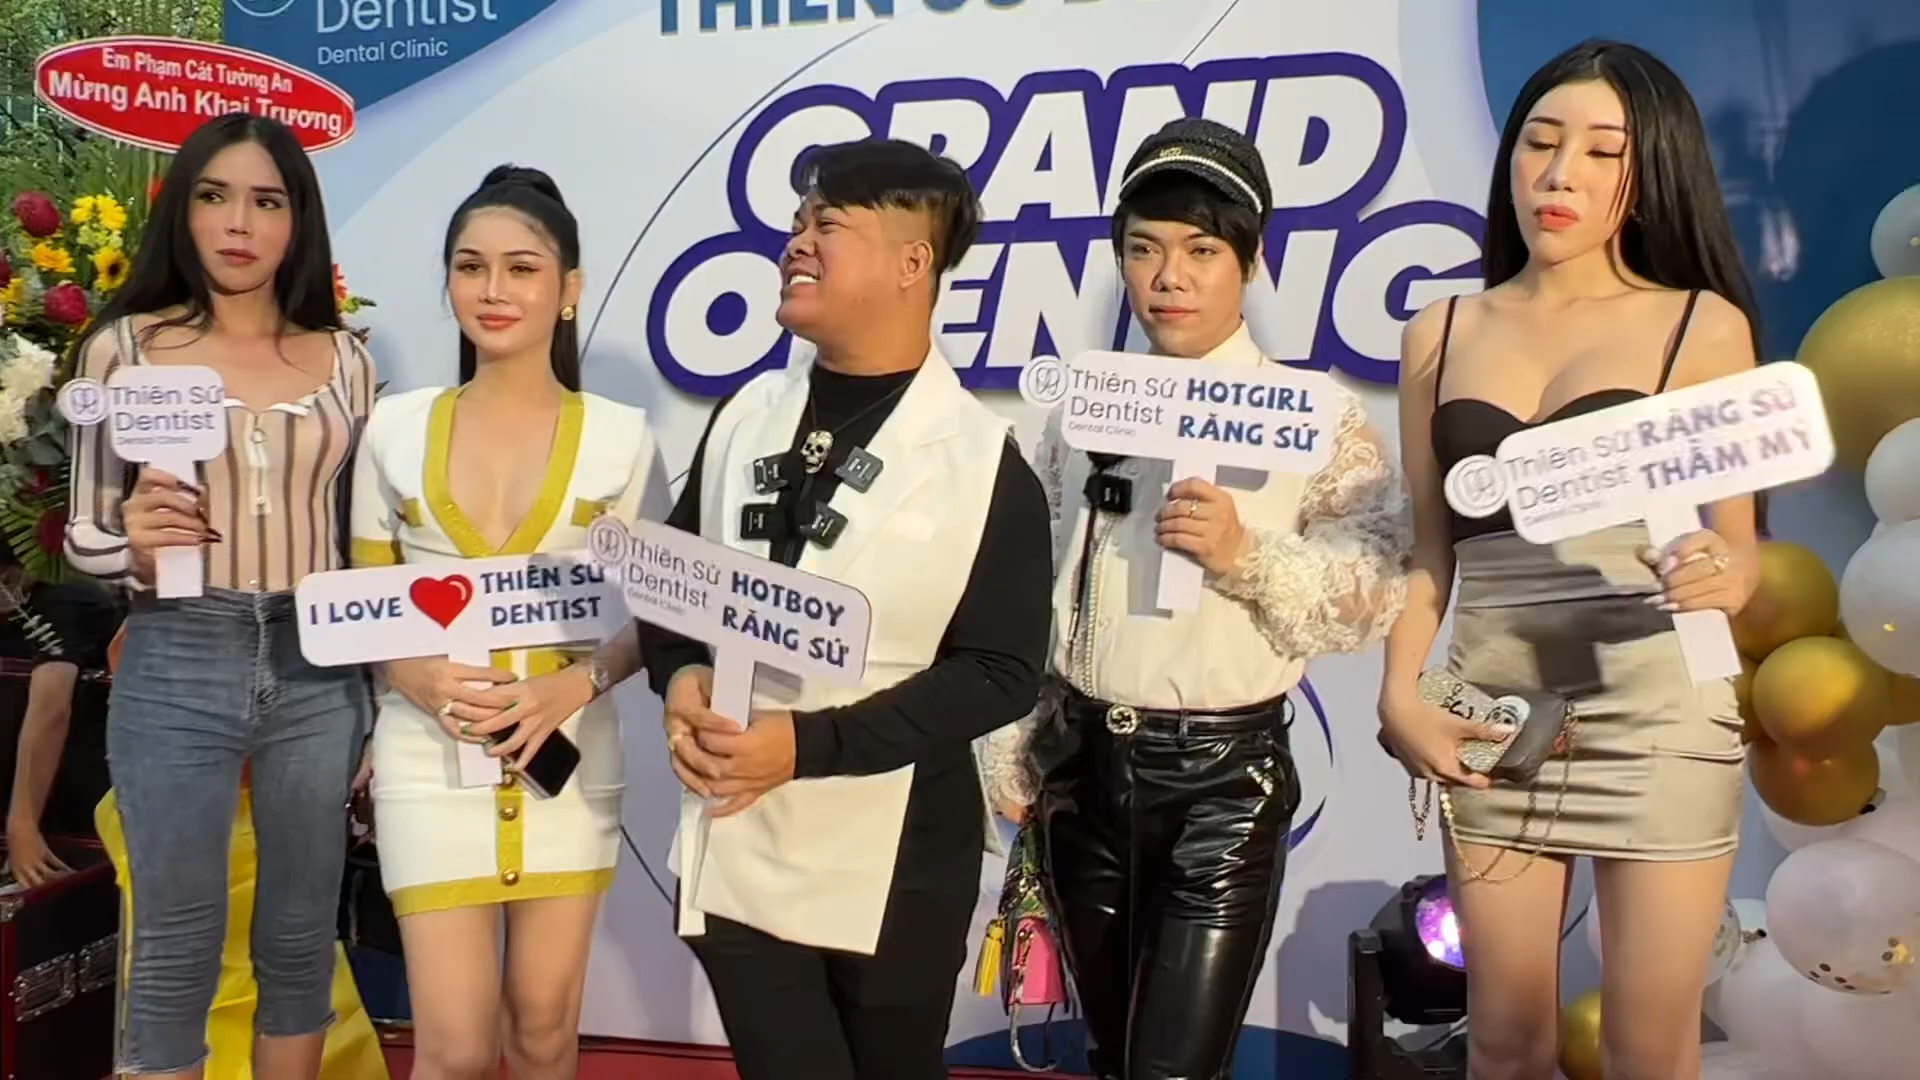 Dentist
Dental Clinic
THIÊN SỨ
Em Phạm Cát Tường An
Mừng Anh Khai Trương
GRAND
OPENING
Thiên Sứ
Dentist
Dental Clinic
I LOVE THIÊN SỨ
DENTIST
Thiên Sứ
Dentist
Dental Clinic
HOTBOY
RĂNG SỨ
Thiên Sứ
Dentist
Dental Clinic
HOTGIRL
RĂNG SỨ
Thiên Sứ
Dentist
Dental Clinic
RĂNG SỨ
THẨM MỸ